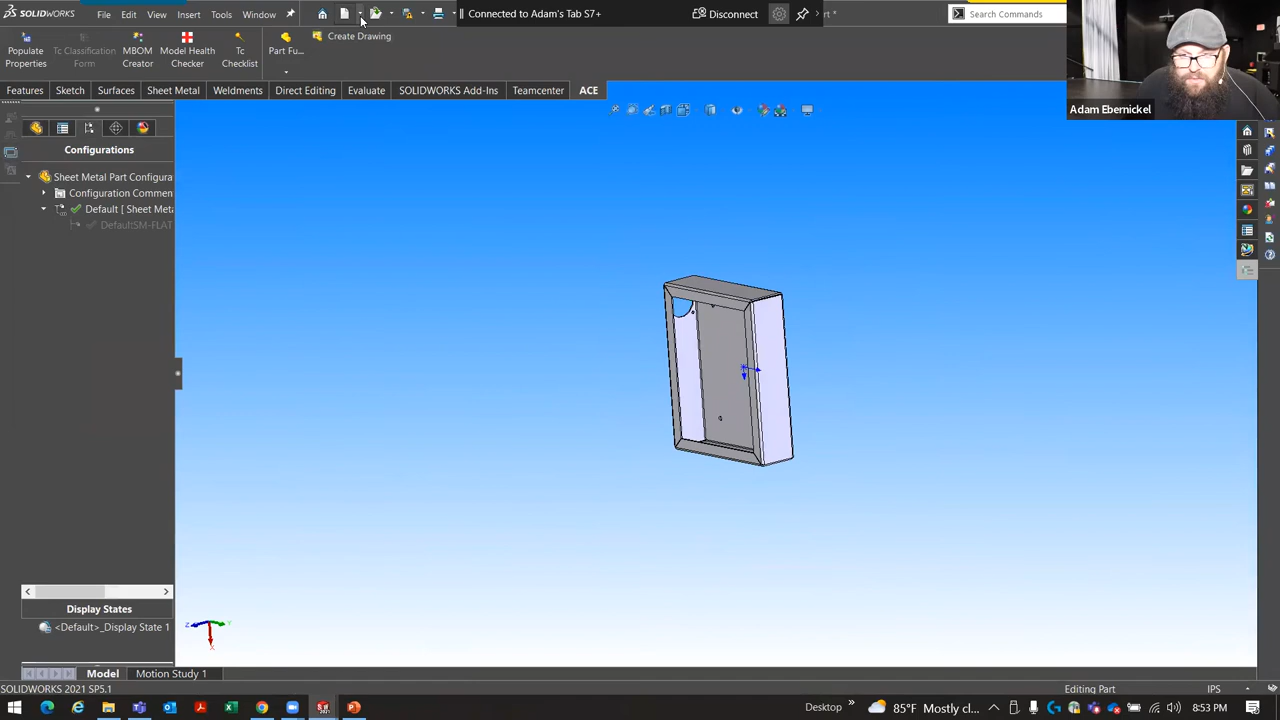 SOLIDWORKS
File
Edit
View
Insert
Tools
Window
Connected to Adam's Tab S7+
Disconnect
Search Commands
Adam Ebernickel
Populate Properties
Tc Classification Form
MBOM Creator
Model Health Checker
Tc Checklist
Part Fu...
Create Drawing
Features
Sketch
Surfaces
Sheet Metal
Weldments
Direct Editing
Evaluate
SOLIDWORKS Add-Ins
Teamcenter
ACE
Configurations
Sheet Metal Part Configura
Configuration Commen
Default [ Sheet Meta
DefaultSM-FLAT
Display States
<Default>_Display State 1
Model
Motion Study 1
SOLIDWORKS 2021 SP5.1
Editing Part
IPS
Desktop
85°F Mostly cl...
8:53 PM